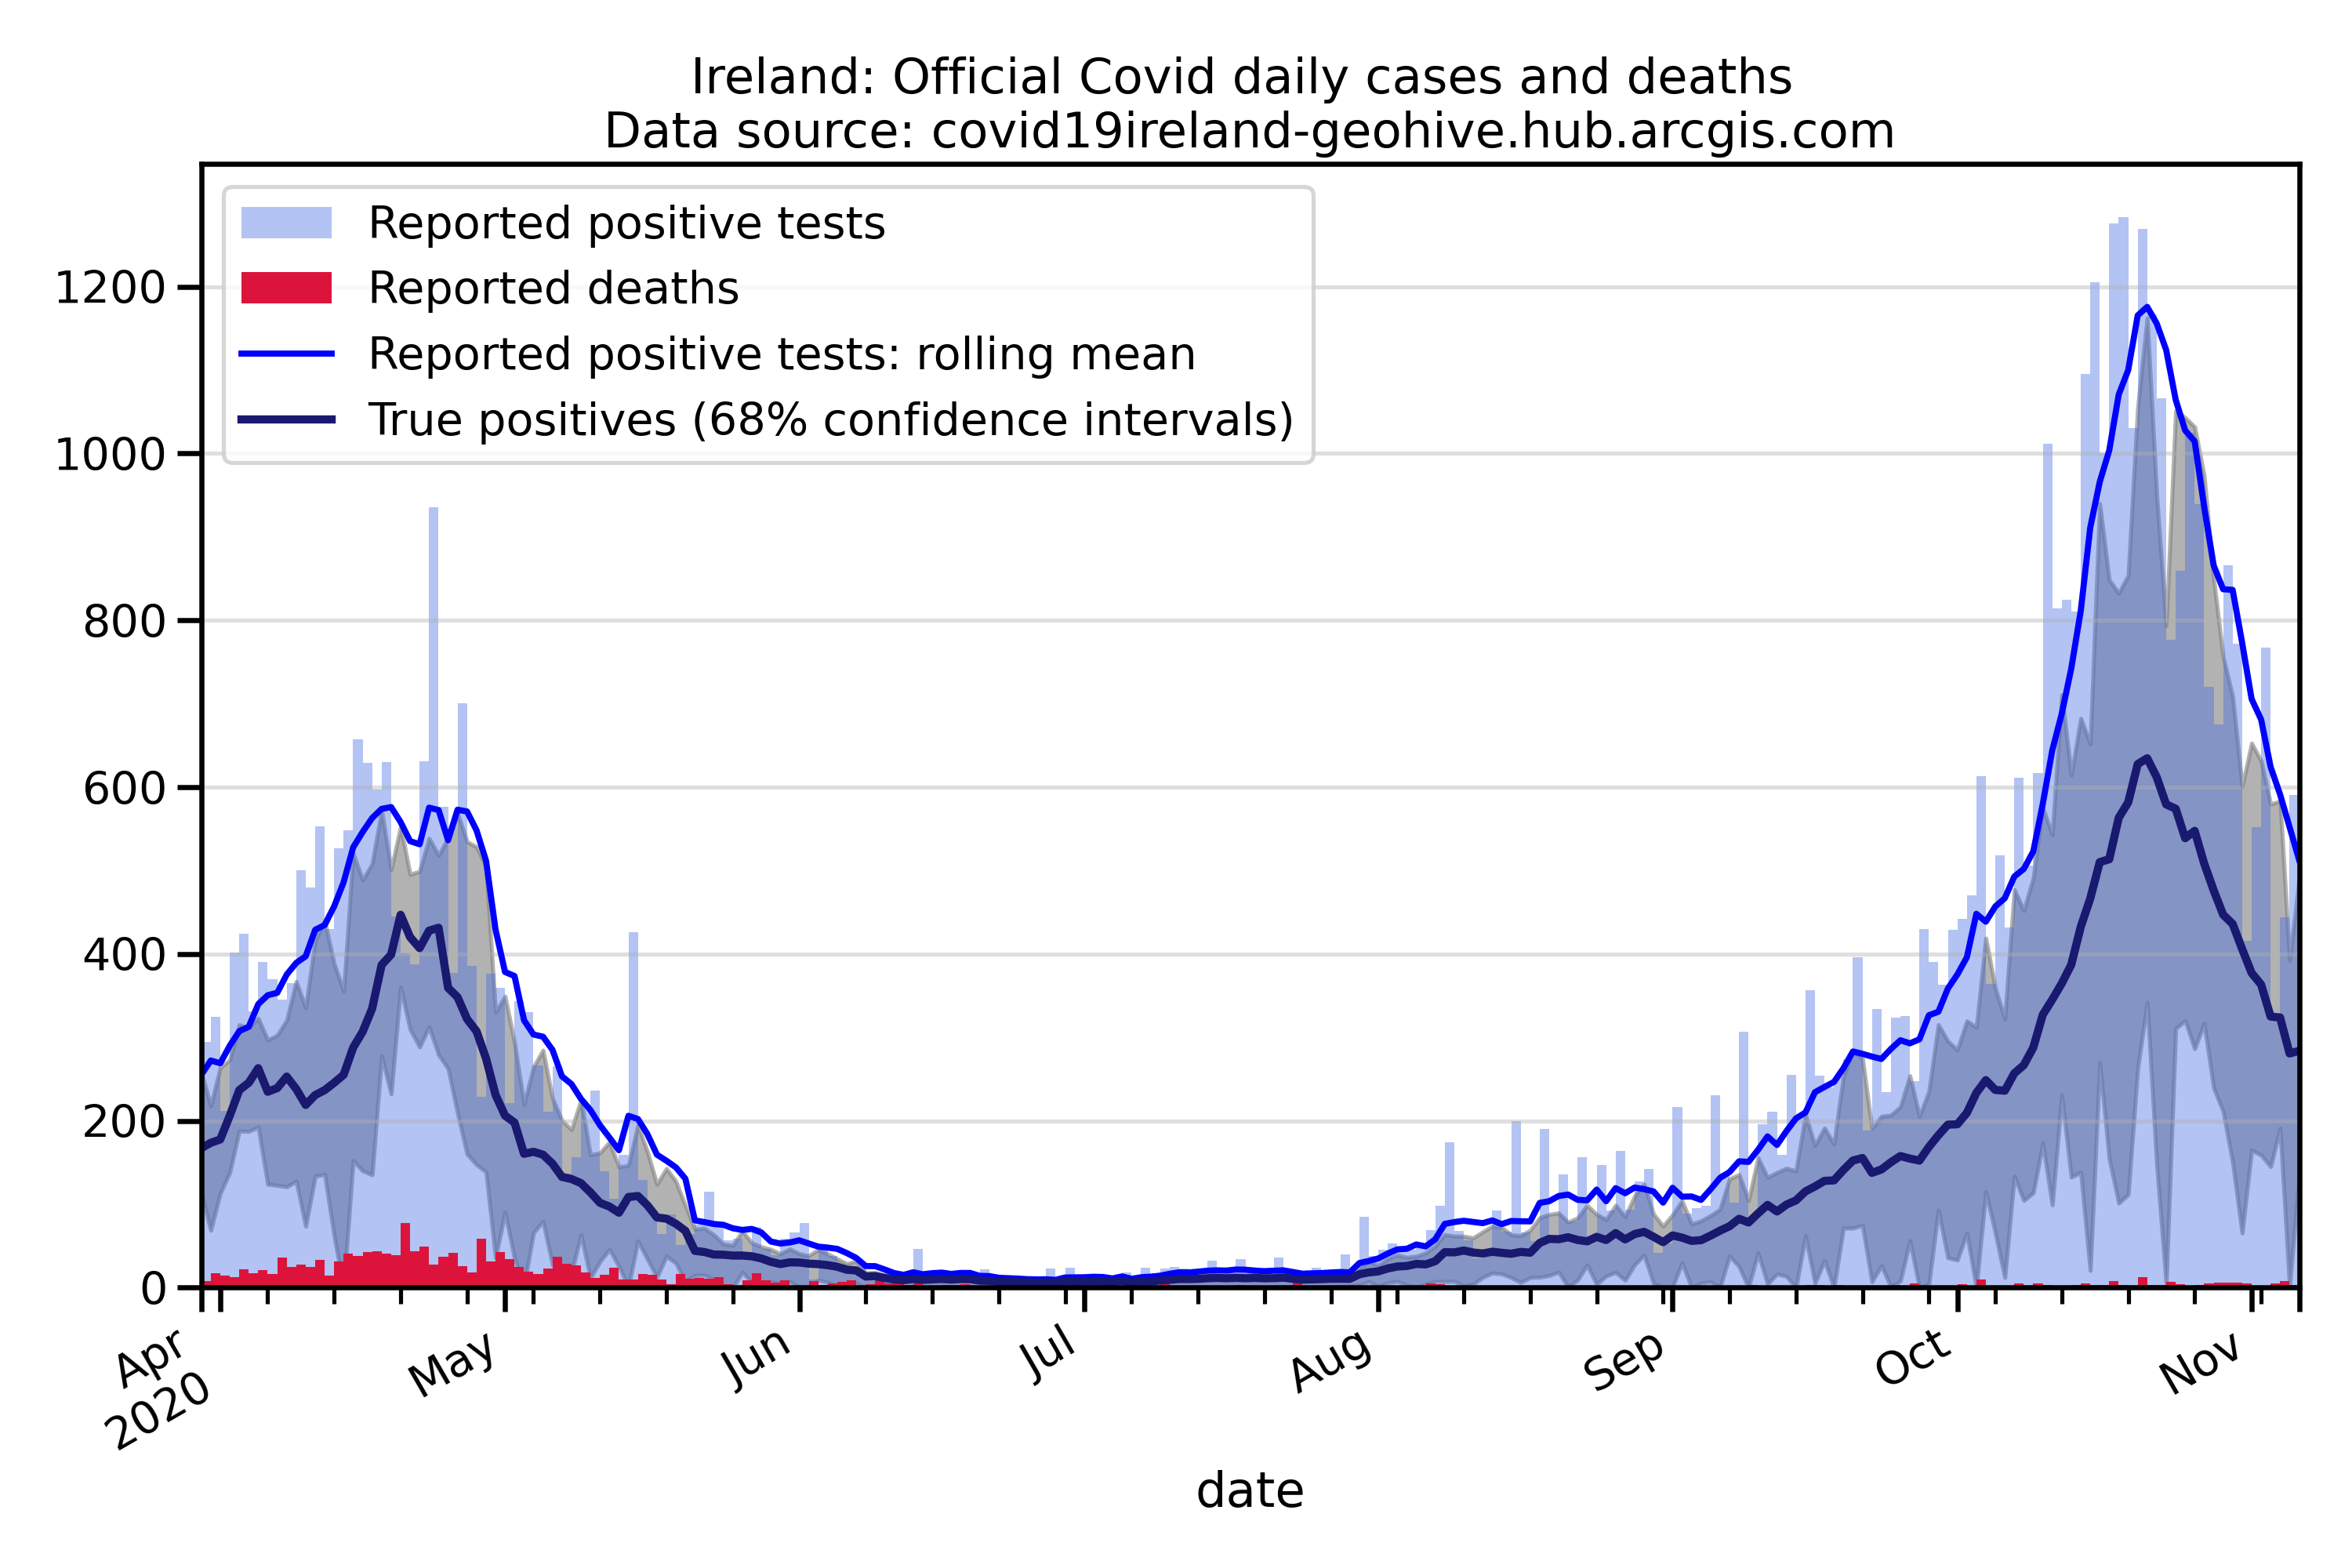 Ireland: Official Covid daily cases and deaths
Data source: covid19ireland-geohive.hub.arcgis.com
Reported positive tests
Reported deaths
Reported positive tests: rolling mean
True positives (68% confidence intervals)
1200
1000
800
600
400
200
0
Apr
2020
May
Jun
Jul
Aug
Sep
Oct
Nov
date